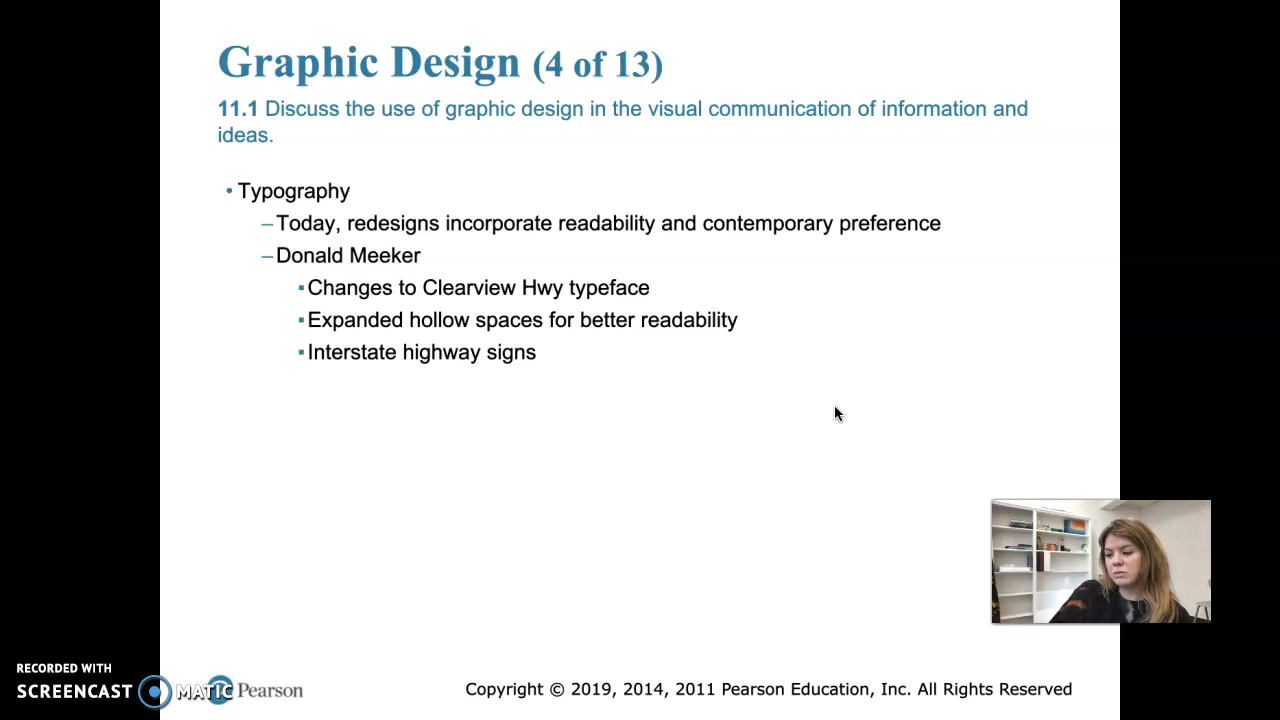 Graphic Design (4 of 13)
11.1 Discuss the use of graphic design in the visual communication of information and
ideas.
• Typography
–Today, redesigns incorporate readability and contemporary preference
–Donald Meeker
▪Changes to Clearview Hwy typeface
▪Expanded hollow spaces for better readability
▪Interstate highway signs
RECORDED WITH
SCREENCAST MATIC
Pearson
Copyright © 2019, 2014, 2011 Pearson Education, Inc. All Rights Reserved